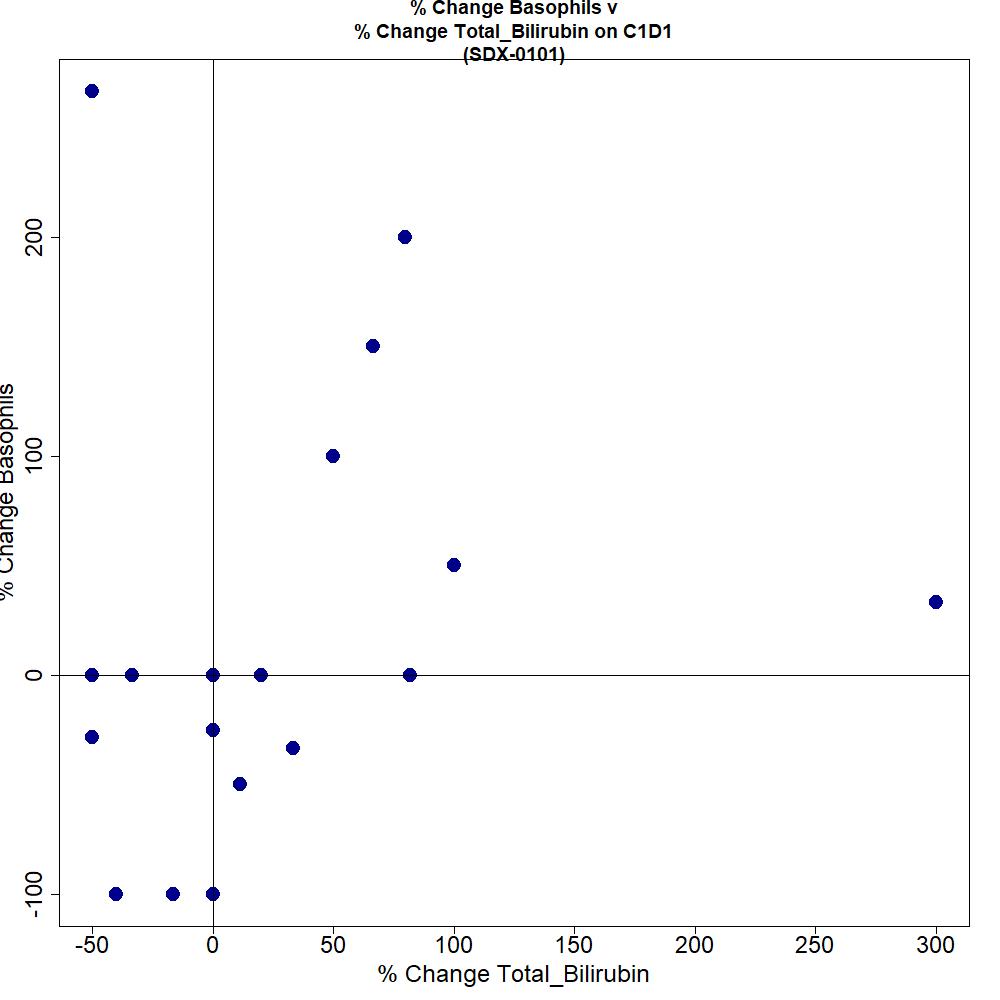 % Change Basophils v
% Change Total_Bilirubin on C1D1
(SDX-0101)
% Change Basophils
200
100
0
-100
-50
0
50
100
150
200
250
300
% Change Total_Bilirubin